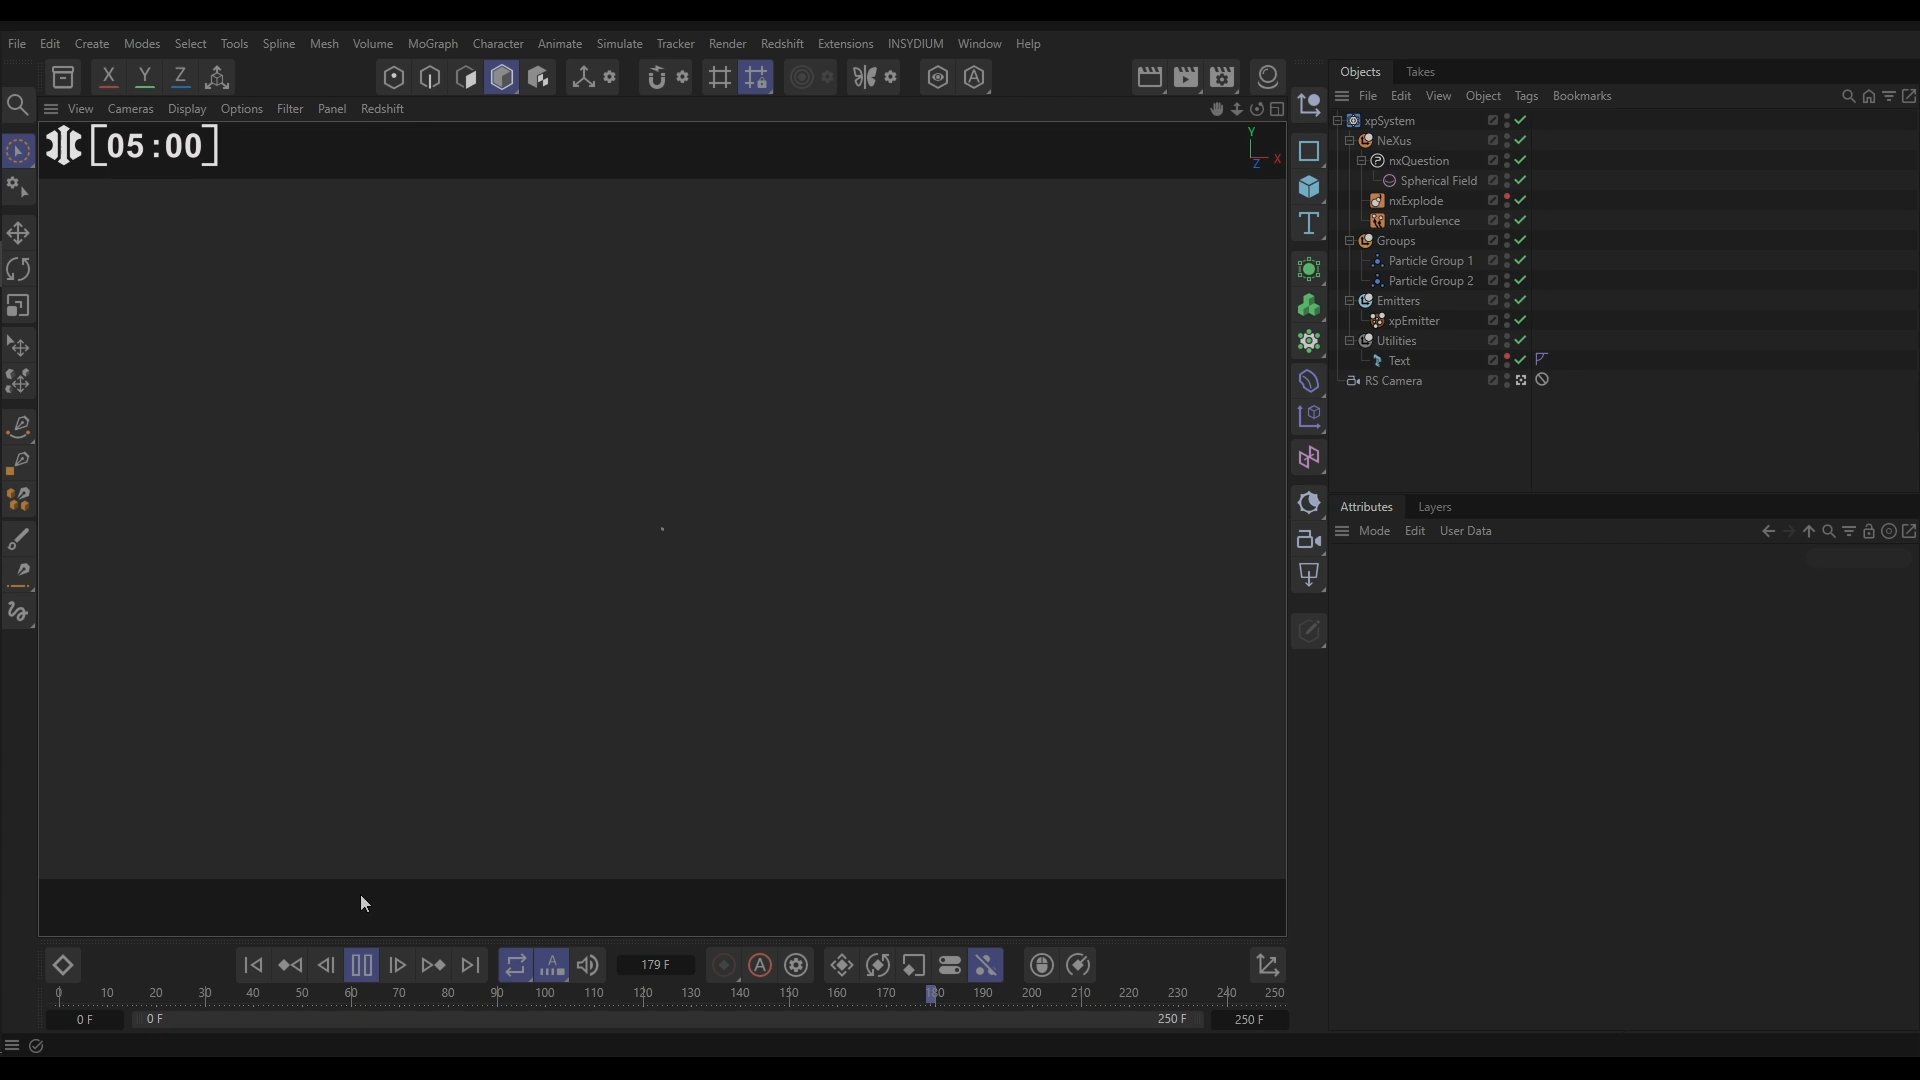 File Edit Create Modes Select Tools Spline Mesh Volume MoGraph Character Animate Simulate Tracker Render Redshift Extensions INSYDIUM Window Help
X Y Z
View Cameras Display Options Filter Panel Redshift
[05:00]
Y
X
Z
Objects Takes
File Edit View Object Tags Bookmarks
xpSystem
NeXus
nxQuestion
Spherical Field
nxExplode
nxTurbulence
Groups
Particle Group 1
Particle Group 2
Emitters
xpEmitter
Utilities
Text
RS Camera
Attributes Layers
Mode Edit User Data
179 F
0 10 20 30 40 50 60 70 80 90 100 110 120 130 140 150 160 170 180 190 200 210 220 230 240 250
0 F 0 F 250 F 250 F